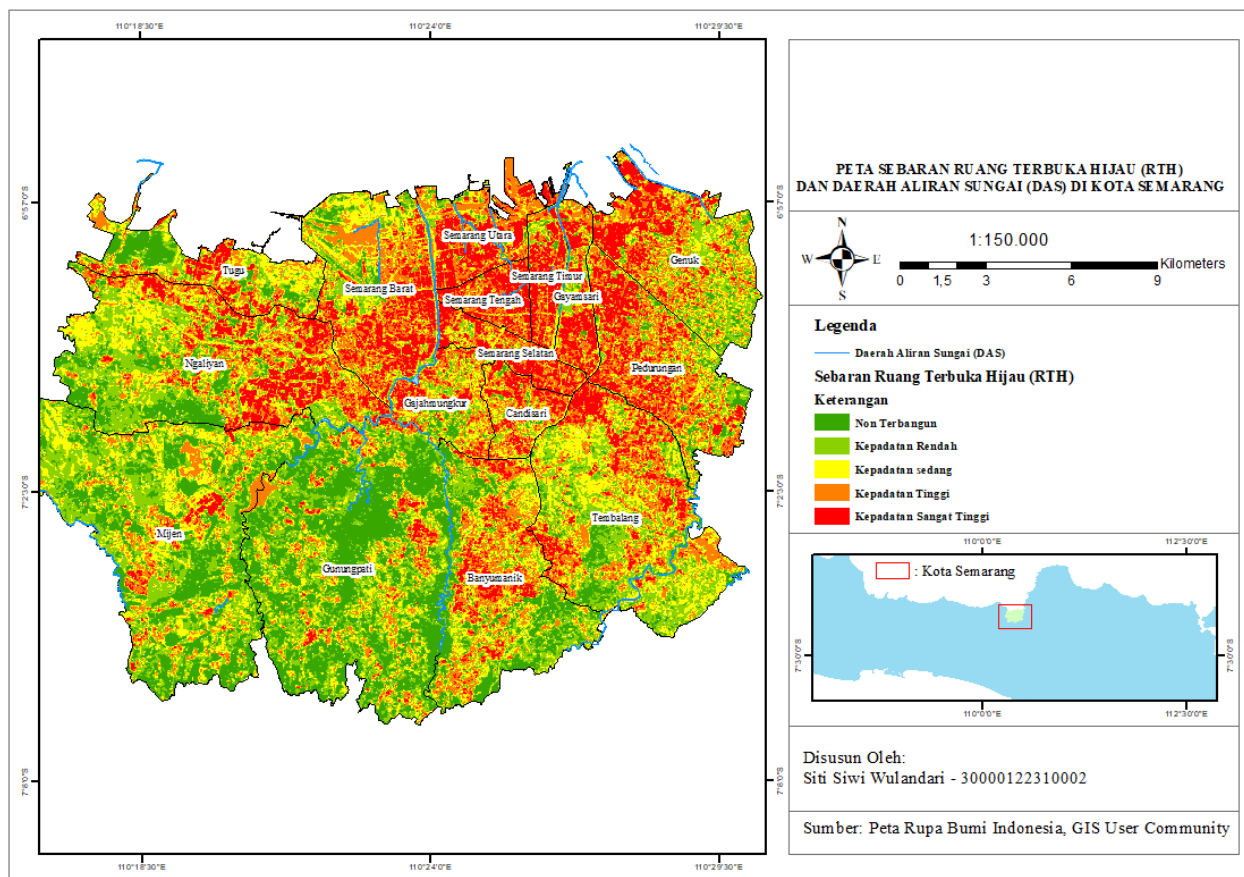 110°18'30"E 110°24'0"E 110°29'30"E
6°57'0"S 6°57'0"S
7°2'30"S 7°2'30"S
7°8'0"S 7°8'0"S
110°18'30"E 110°24'0"E 110°29'30"E
Semarang Utara
Genuk
Tugu
Semarang Timur
Semarang Barat
Gayamsari
Semarang Tengah
Semarang Selatan
Ngaliyan
Pedurungan
Gajahmungkur
Candisari
Tembalang
Mijen
Gunungpati
Banyumanik
PETA SEBARAN RUANG TERBUKA HIJAU (RTH)
DAN DAERAH ALIRAN SUNGAI (DAS) DI KOTA SEMARANG
N
W E
S
1:150.000
Kilometers
0 1,5 3 6 9
Legenda
Daerah Aliran Sungai (DAS)
Sebaran Ruang Terbuka Hijau (RTH)
Keterangan
Non Terbangun
Kepadatan Rendah
Kepadatan sedang
Kepadatan Tinggi
Kepadatan Sangat Tinggi
110°0'0"E 112°30'0"E
: Kota Semarang
7°30'0"S 7°30'0"S
110°0'0"E 112°30'0"E
Disusun Oleh:
Siti Siwi Wulandari - 30000122310002
Sumber: Peta Rupa Bumi Indonesia, GIS User Community